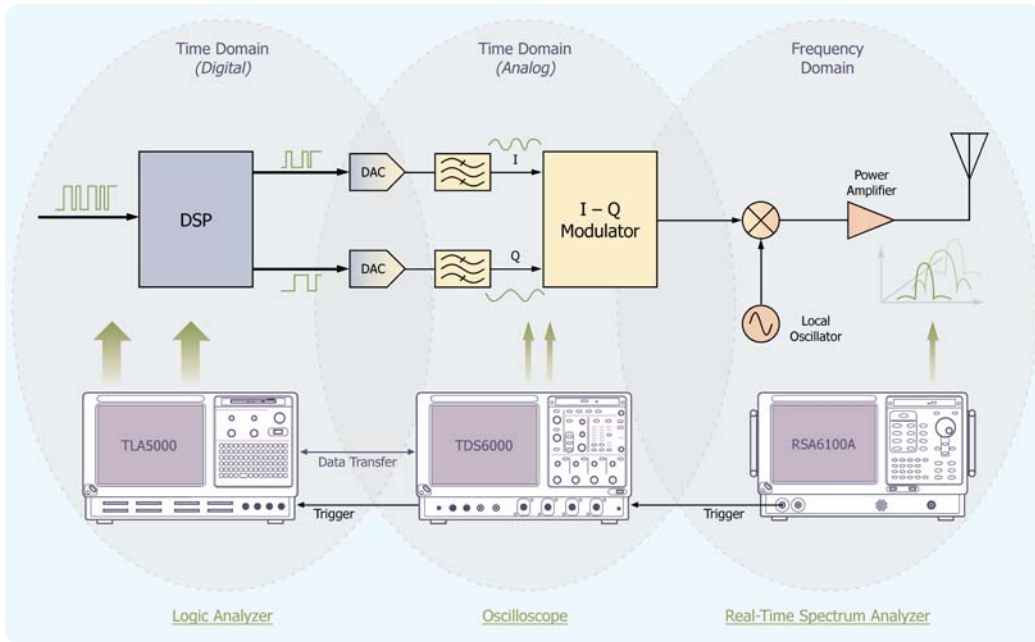 Time Domain
(Digital)
Time Domain
(Analog)
Frequency
Domain
DSP
DAC
DAC
I
Q
I – Q
Modulator
Power
Amplifier
Local
Oscillator
TLA5000
TDS6000
RSA6100A
Data Transfer
Trigger
Trigger
Logic Analyzer
Oscilloscope
Real-Time Spectrum Analyzer